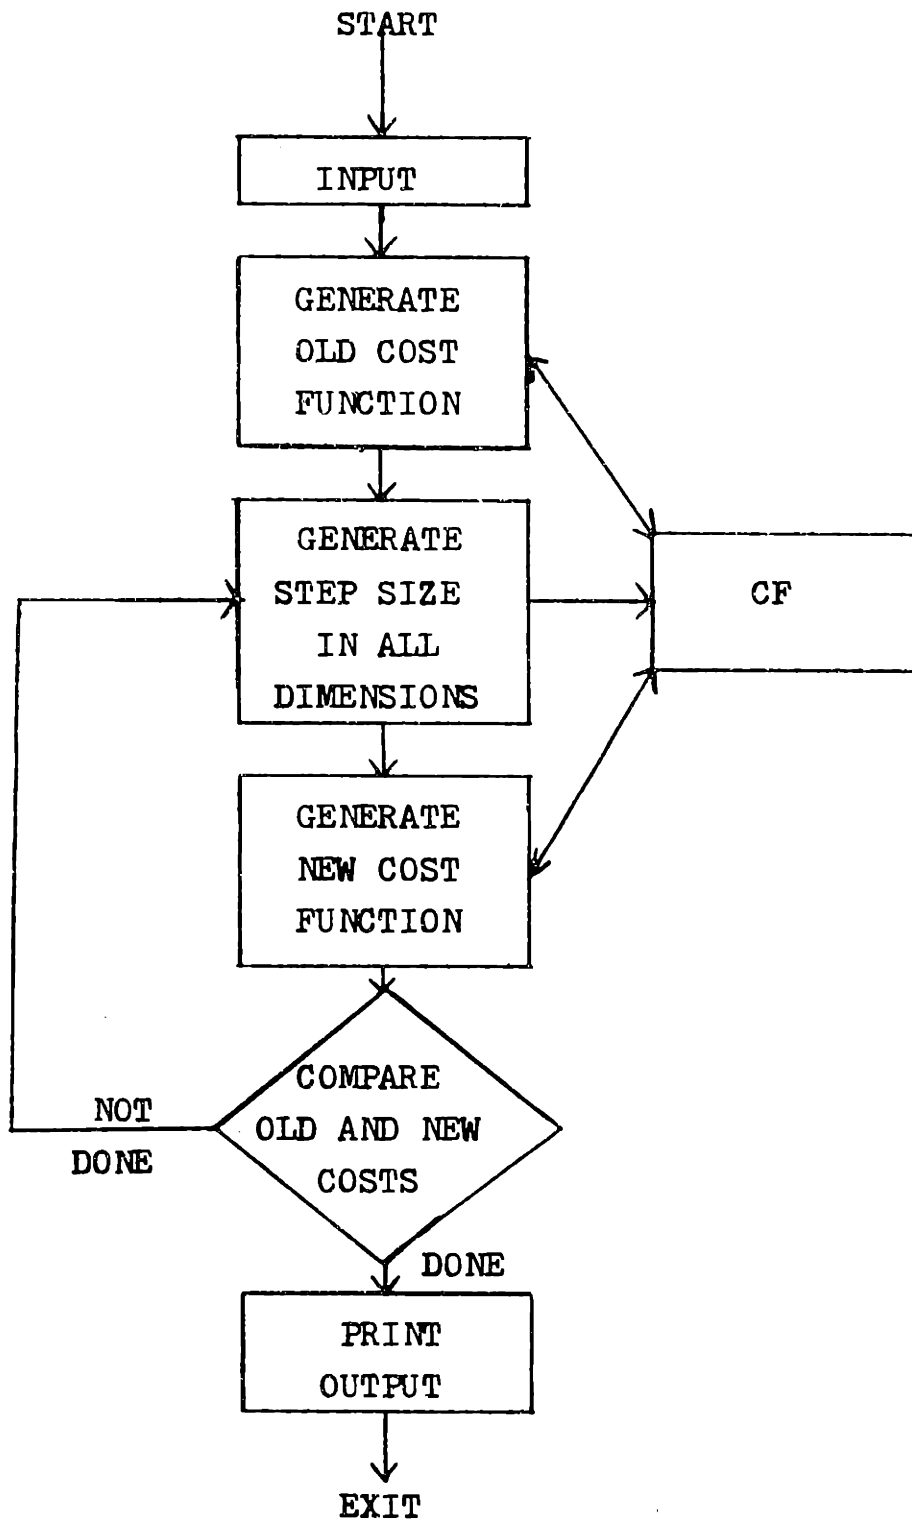 START
INPUT
GENERATE
OLD COST
FUNCTION
GENERATE
STEP SIZE
IN ALL
DIMENSIONS
CF
GENERATE
NEW COST
FUNCTION
COMPARE
OLD AND NEW
COSTS
NOT
DONE
DONE
PRINT
OUTPUT
EXIT